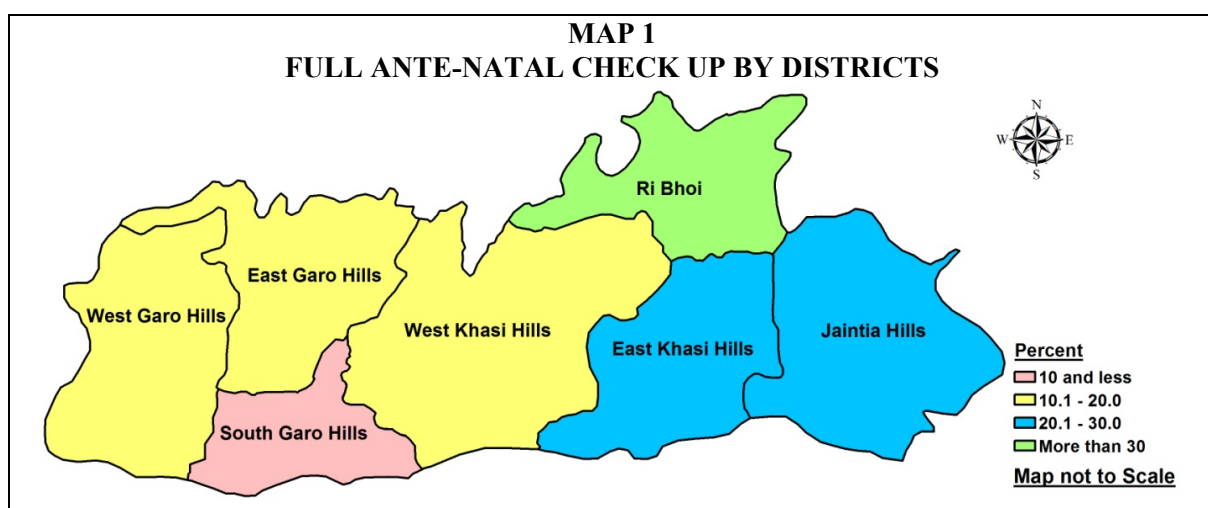 MAP 1
FULL ANTE-NATAL CHECK UP BY DISTRICTS
N
W E
S
Ri Bhoi
East Garo Hills
West Garo Hills
West Khasi Hills
Jaintia Hills
East Khasi Hills
South Garo Hills
Percent
10 and less
10.1 - 20.0
20.1 - 30.0
More than 30
Map not to Scale